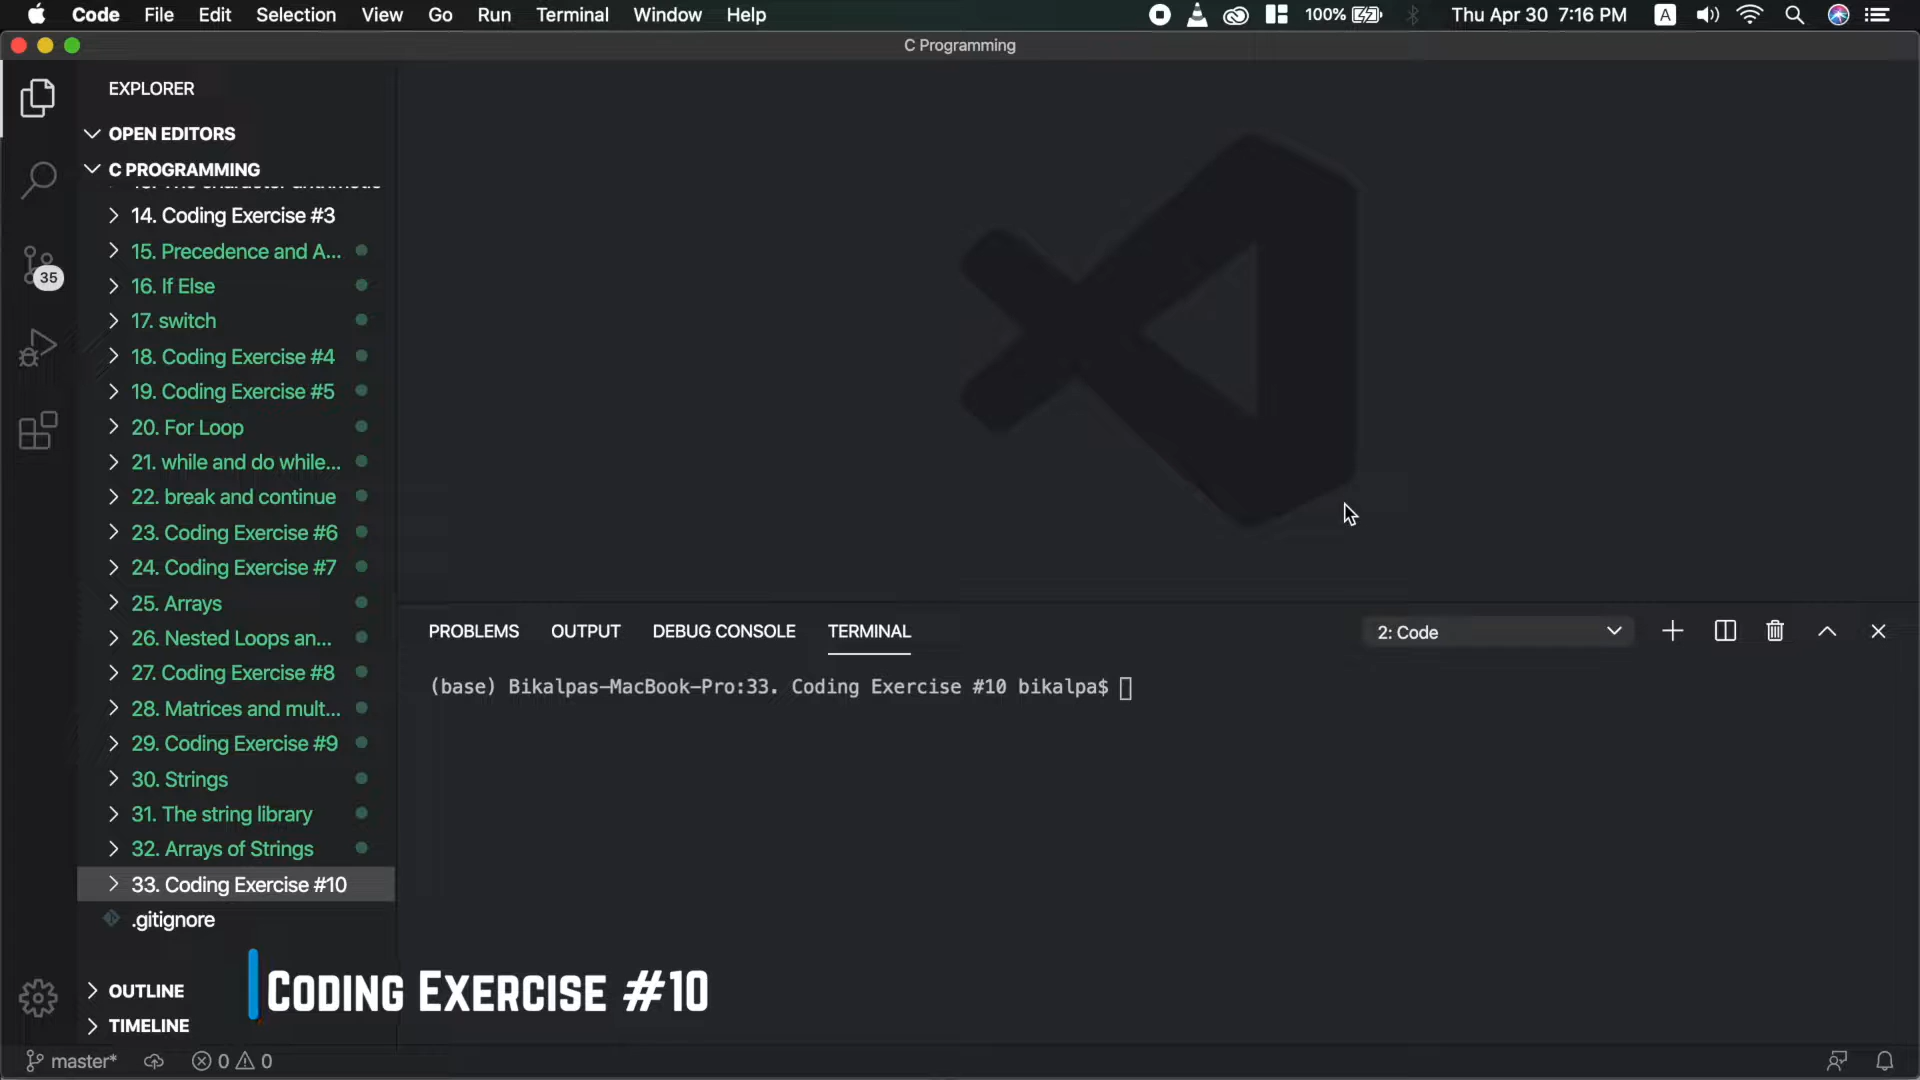 Code File Edit Selection View Go Run Terminal Window Help 100% Thu Apr 30 7:16 PM A
C Programming
EXPLORER
OPEN EDITORS
C PROGRAMMING
14. Coding Exercise #3
15. Precedence and A...
16. If Else
17. switch
18. Coding Exercise #4
19. Coding Exercise #5
20. For Loop
21. while and do while...
22. break and continue
23. Coding Exercise #6
24. Coding Exercise #7
25. Arrays
26. Nested Loops an...
27. Coding Exercise #8
28. Matrices and mult...
29. Coding Exercise #9
30. Strings
31. The string library
32. Arrays of Strings
33. Coding Exercise #10
.gitignore
OUTLINE
TIMELINE
35
PROBLEMS OUTPUT DEBUG CONSOLE TERMINAL 2: Code
(base) Bikalpas-MacBook-Pro:33. Coding Exercise #10 bikalpa$
CODING EXERCISE #10
master* 0 0